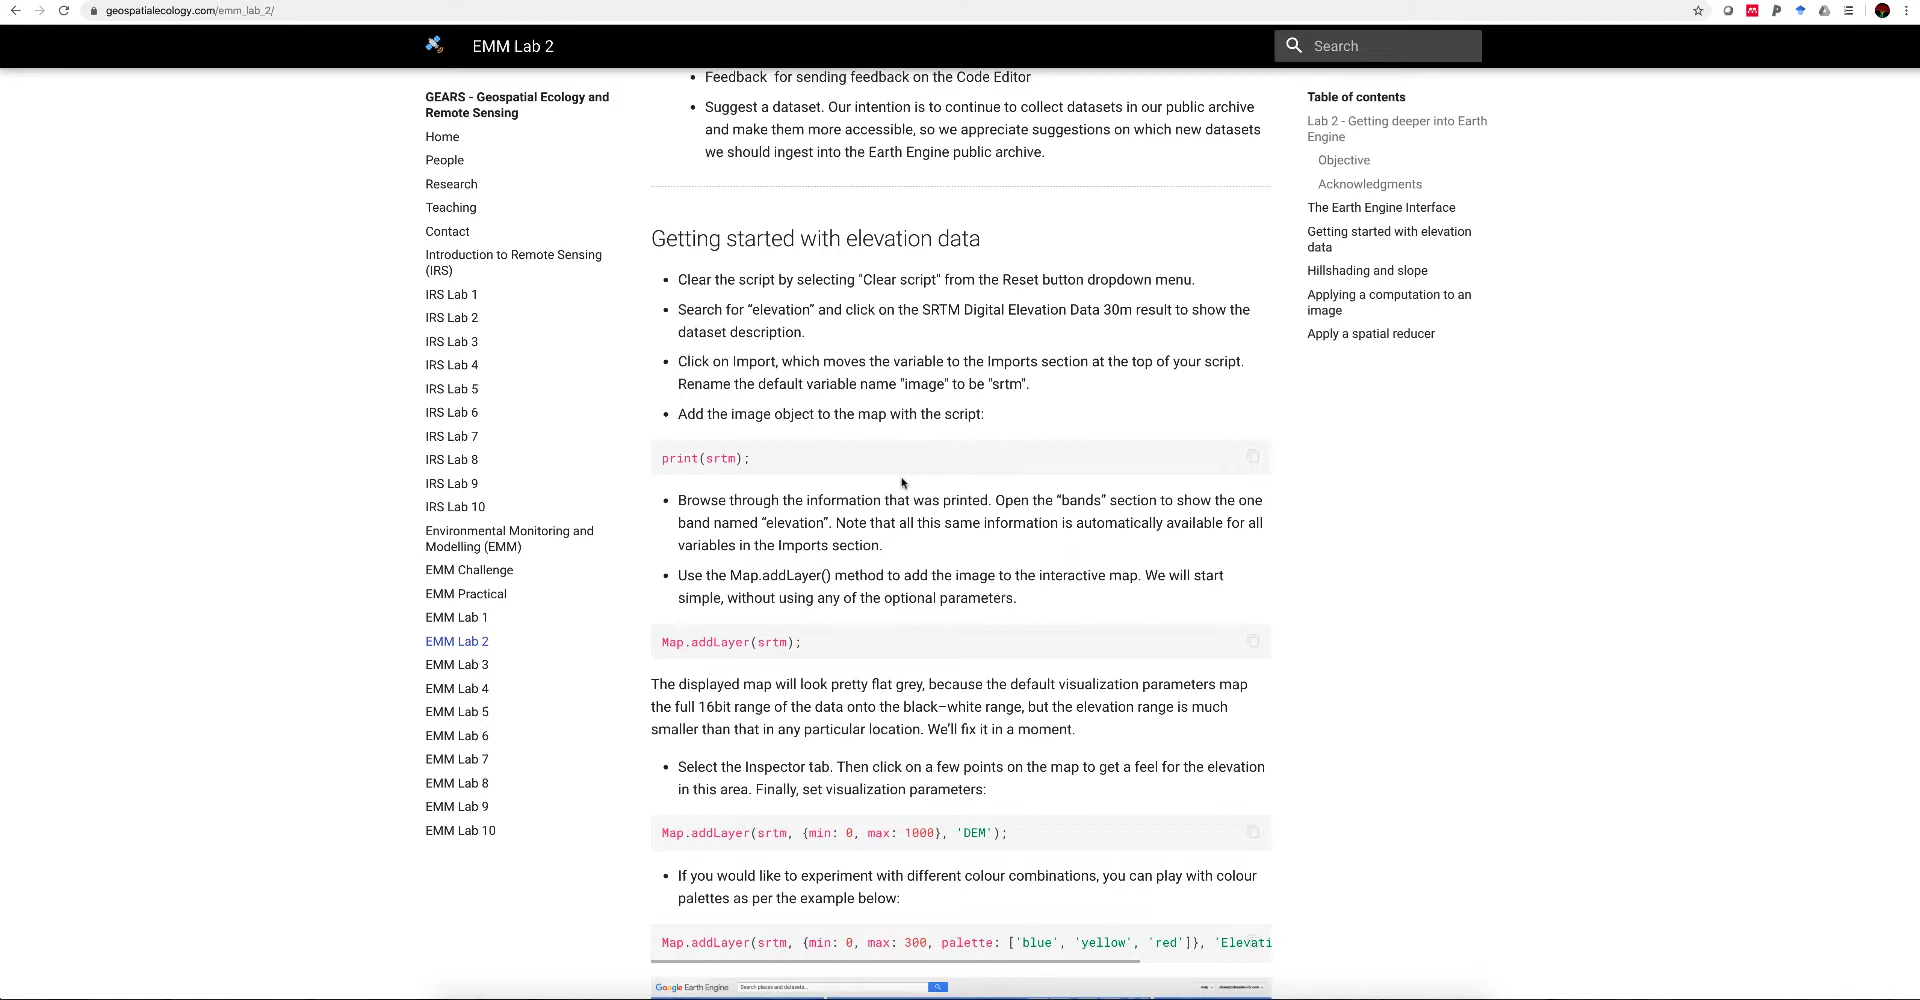 geospatialecology.com/emm_lab_2/
EMM Lab 2
Search
GEARS - Geospatial Ecology and
Remote Sensing
Home
People
Research
Teaching
Contact
Introduction to Remote Sensing
(IRS)
IRS Lab 1
IRS Lab 2
IRS Lab 3
IRS Lab 4
IRS Lab 5
IRS Lab 6
IRS Lab 7
IRS Lab 8
IRS Lab 9
IRS Lab 10
Environmental Monitoring and
Modelling (EMM)
EMM Challenge
EMM Practical
EMM Lab 1
EMM Lab 2
EMM Lab 3
EMM Lab 4
EMM Lab 5
EMM Lab 6
EMM Lab 7
EMM Lab 8
EMM Lab 9
EMM Lab 10
• Feedback for sending feedback on the Code Editor
• Suggest a dataset. Our intention is to continue to collect datasets in our public archive
and make them more accessible, so we appreciate suggestions on which new datasets
we should ingest into the Earth Engine public archive.
Getting started with elevation data
• Clear the script by selecting "Clear script" from the Reset button dropdown menu.
• Search for “elevation” and click on the SRTM Digital Elevation Data 30m result to show the
dataset description.
• Click on Import, which moves the variable to the Imports section at the top of your script.
Rename the default variable name "image" to be "srtm".
• Add the image object to the map with the script:
print(srtm);
• Browse through the information that was printed. Open the “bands” section to show the one
band named “elevation”. Note that all this same information is automatically available for all
variables in the Imports section.
• Use the Map.addLayer() method to add the image to the interactive map. We will start
simple, without using any of the optional parameters.
Map.addLayer(srtm);
The displayed map will look pretty flat grey, because the default visualization parameters map
the full 16bit range of the data onto the black–white range, but the elevation range is much
smaller than that in any particular location. We’ll fix it in a moment.
• Select the Inspector tab. Then click on a few points on the map to get a feel for the elevation
in this area. Finally, set visualization parameters:
Map.addLayer(srtm, {min: 0, max: 1000}, 'DEM');
• If you would like to experiment with different colour combinations, you can play with colour
palettes as per the example below:
Map.addLayer(srtm, {min: 0, max: 300, palette: ['blue', 'yellow', 'red']}, 'Elevati
Google Earth Engine
Search places and datasets...
Table of contents
Lab 2 - Getting deeper into Earth
Engine
Objective
Acknowledgments
The Earth Engine Interface
Getting started with elevation
data
Hillshading and slope
Applying a computation to an
image
Apply a spatial reducer